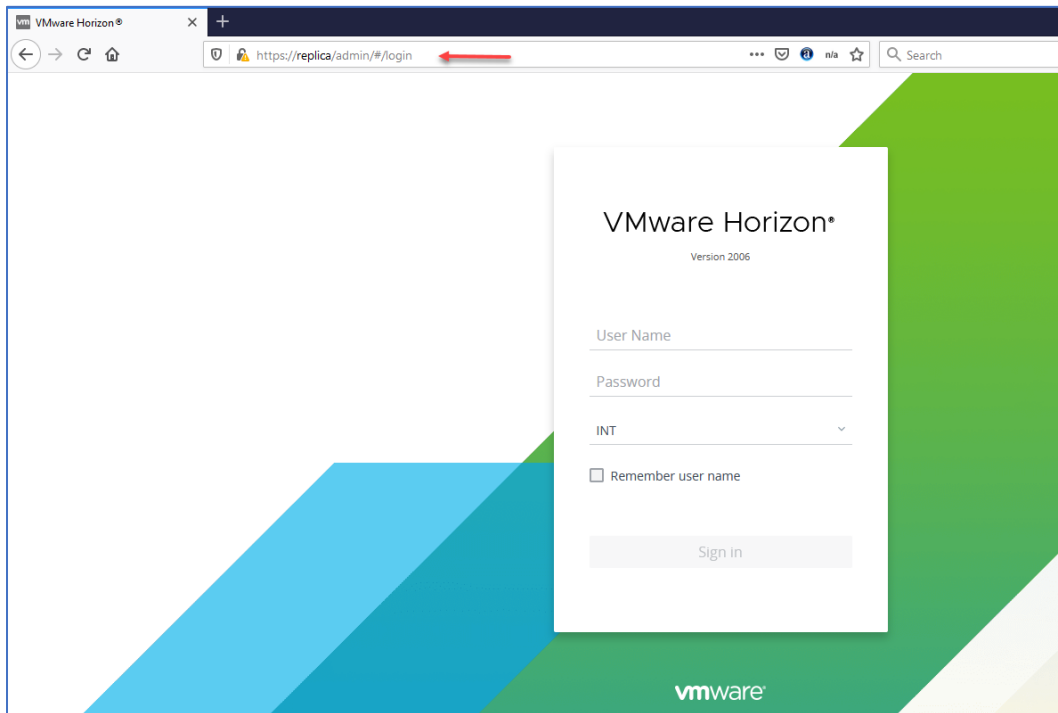 vm VMware Horizon®
https://replica/admin/#/login
a n/a Search
VMware Horizon®
Version 2006
User Name
Password
INT
Remember user name
Sign in
vmware®